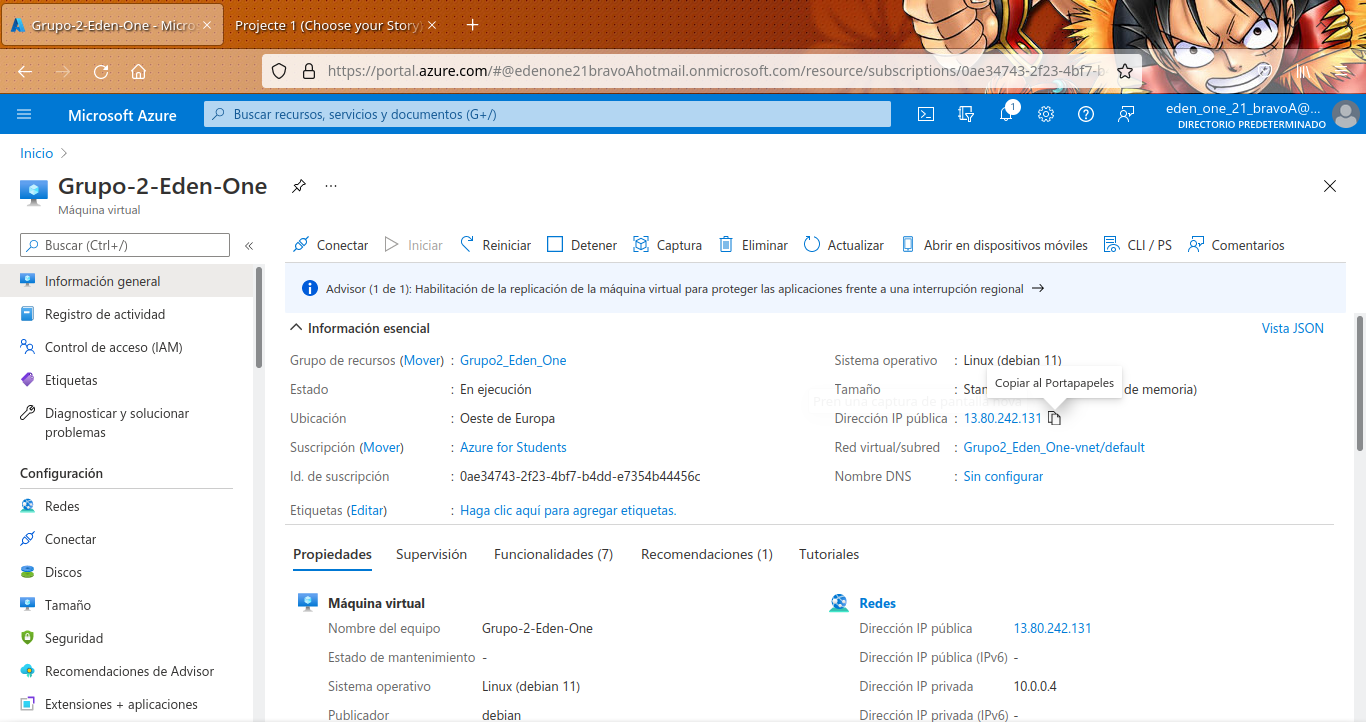 Grupo-2-Eden-One - Micros
Projecte 1 (Choose your Story
https://portal.azure.com/#@edenone21bravoAhotmail.onmicrosoft.com/resource/subscriptions/0ae34743-2f23-4bf7-b
Microsoft Azure
Buscar recursos, servicios y documentos (G+/)
1
eden_one_21_bravoA@...
DIRECTORIO PREDETERMINADO
Inicio
Grupo-2-Eden-One
Máquina virtual
Buscar (Ctrl+/)
Conectar Iniciar Reiniciar Detener Captura Eliminar Actualizar Abrir en dispositivos móviles CLI / PS Comentarios
Información general
Registro de actividad
Control de acceso (IAM)
Etiquetas
Diagnosticar y solucionar
problemas
Configuración
Redes
Conectar
Discos
Tamaño
Seguridad
Recomendaciones de Advisor
Extensiones + aplicaciones
Advisor (1 de 1): Habilitación de la replicación de la máquina virtual para proteger las aplicaciones frente a una interrupción regional
Información esencial
Vista JSON
Grupo de recursos (Mover) : Grupo2_Eden_One
Estado : En ejecución
Ubicación : Oeste de Europa
Suscripción (Mover) : Azure for Students
Id. de suscripción : 0ae34743-2f23-4bf7-b4dd-e7354b44456c
Etiquetas (Editar) : Haga clic aquí para agregar etiquetas.
Sistema operativo : Linux (debian 11)
Tamaño : Stan de memoria)
Copiar al Portapapeles
Dirección IP pública : 13.80.242.131
Red virtual/subred : Grupo2_Eden_One-vnet/default
Nombre DNS : Sin configurar
Propiedades Supervisión Funcionalidades (7) Recomendaciones (1) Tutoriales
Máquina virtual
Nombre del equipo Grupo-2-Eden-One
Estado de mantenimiento -
Sistema operativo Linux (debian 11)
Publicador debian
Redes
Dirección IP pública 13.80.242.131
Dirección IP pública (IPv6) -
Dirección IP privada 10.0.0.4
Dirección IP privada (IPv6) -